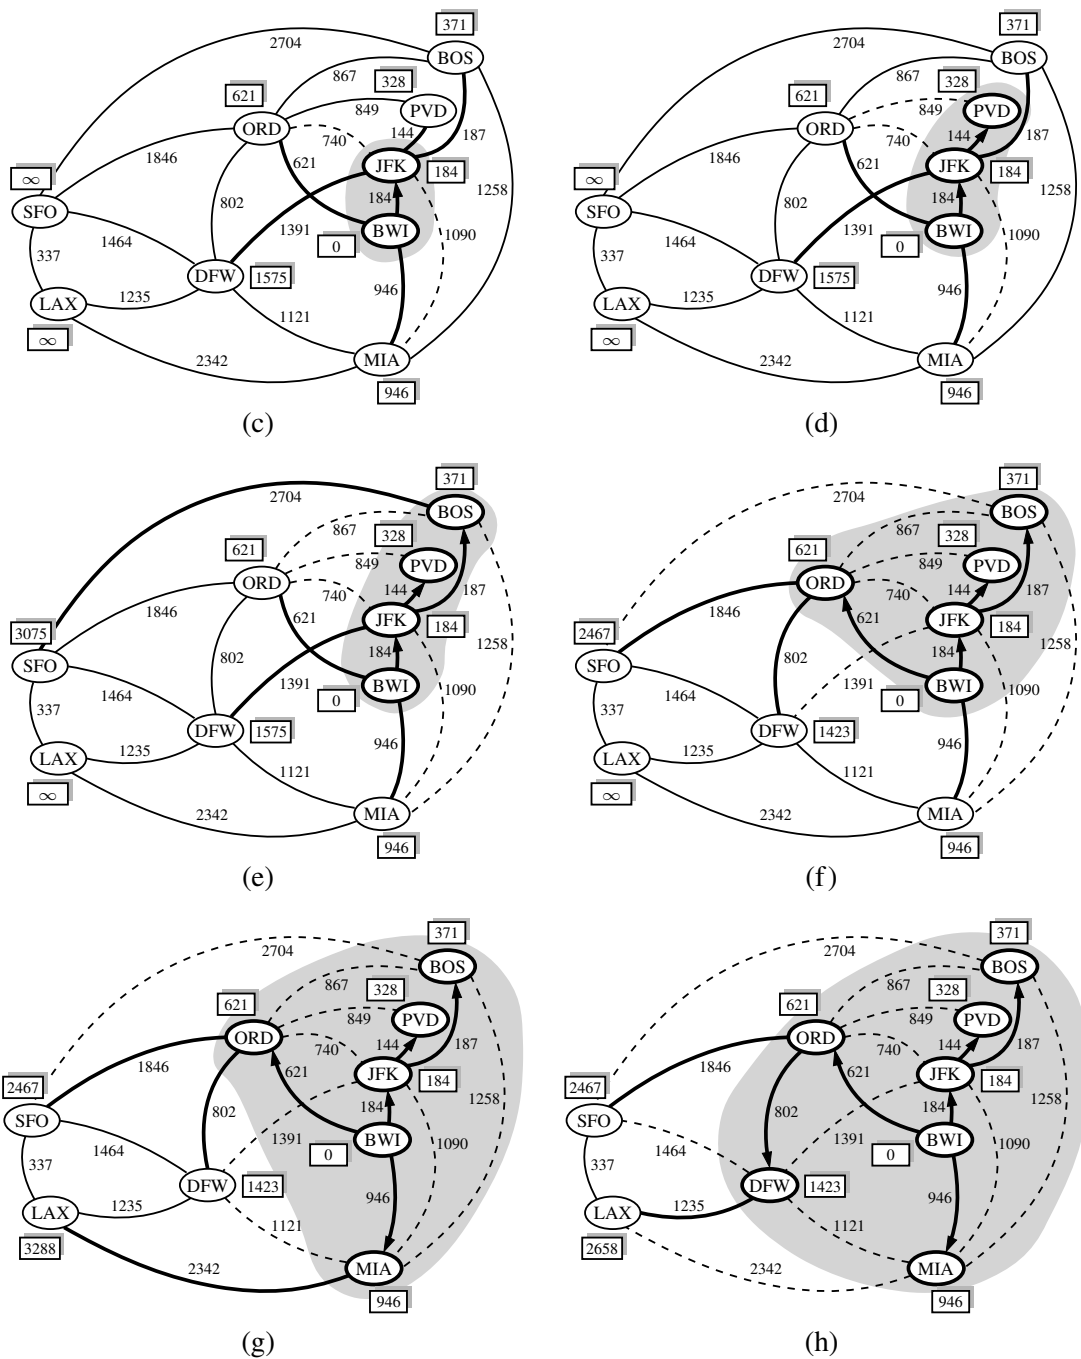 371 371
2704 BOS 2704 BOS
867 328 867 328
621 849 PVD 621 849 PVD
ORD 144 187 ORD 144 187
740 740
1846 621 JFK 184 1846 621 JFK 184
∞ 1258 ∞ 1258
SFO 802 184 SFO 802 184
1464 1391 BWI 1090 1464 1391 BWI 1090
337 0 337 0
DFW 1575 DFW 1575
LAX 1235 946 LAX 1235 946
1121 1121
∞ 2342 MIA ∞ 2342 MIA
946 946
(c) (d)
371 371
2704 BOS 2704 BOS
867 328 867 328
621 849 PVD 621 849 PVD
ORD 144 187 ORD 144 187
740 740
1846 621 JFK 184 1846 621 JFK 184
3075 1258 2467 1258
SFO 802 184 SFO 802 184
1464 1391 BWI 1090 1464 1391 BWI 1090
337 0 337 0
DFW 1575 DFW 1423
LAX 1235 946 LAX 1235 946
1121 1121
∞ 2342 MIA ∞ 2342 MIA
946 946
(e) (f)
371 371
2704 BOS 2704 BOS
867 328 867 328
621 849 PVD 621 849 PVD
ORD 144 187 ORD 144 187
740 740
1846 621 JFK 184 1846 621 JFK 184
2467 1258 2467 1258
SFO 802 184 SFO 802 184
1464 1391 BWI 1090 1464 1391 BWI 1090
337 0 337 0
DFW 1423 DFW 1423
LAX 1235 946 LAX 1235 946
1121 1121
3288 2342 MIA 2658 2342 MIA
946 946
(g) (h)